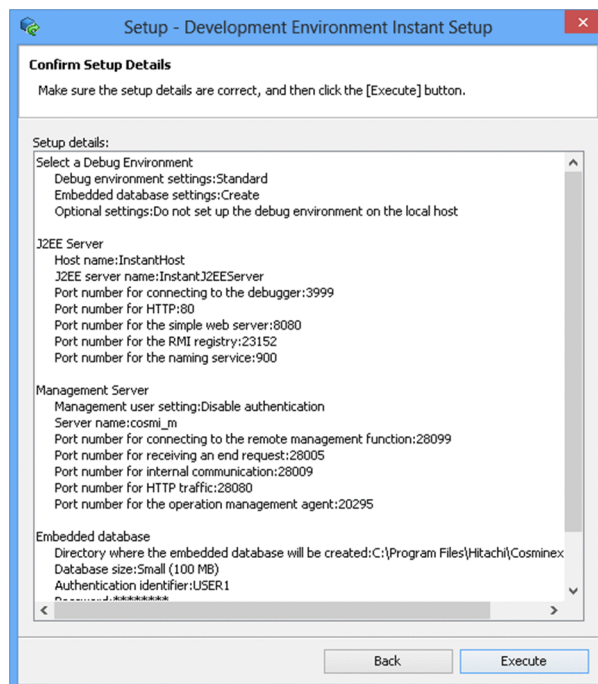 Setup - Development Environment Instant Setup
Confirm Setup Details
Make sure the setup details are correct, and then click the [Execute] button.
Setup details:
Select a Debug Environment
Debug environment settings:Standard
Embedded database settings:Create
Optional settings:Do not set up the debug environment on the local host
J2EE Server
Host name:InstantHost
J2EE server name:InstantJ2EEServer
Port number for connecting to the debugger:3999
Port number for HTTP:80
Port number for the simple web server:8080
Port number for the RMI registry:23152
Port number for the naming service:900
Management Server
Management user setting:Disable authentication
Server name:cosmi_m
Port number for connecting to the remote management function:28099
Port number for receiving an end request:28005
Port number for internal communication:28009
Port number for HTTP traffic:28080
Port number for the operation management agent:20295
Embedded database
Directory where the embedded database will be created:C:\Program Files\Hitachi\Cosminex
Database size:Small (100 MB)
Authentication identifier:USER1
Password:********
Back
Execute